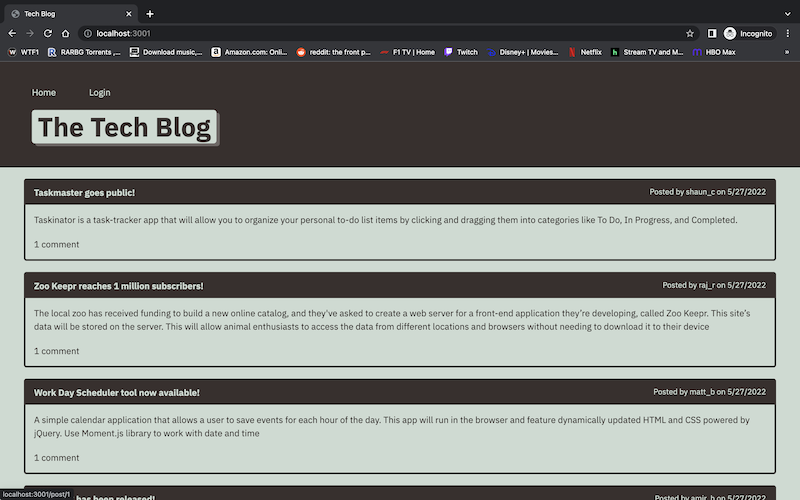 Tech Blog
localhost:3001
Incognito
WTF1
RARBG Torrents ,...
Download music,...
Amazon.com: Onli...
reddit: the front p...
F1 TV | Home
Twitch
Disney+ | Movies...
Netflix
Stream TV and M...
HBO Max
»
Home
Login
The Tech Blog
Taskmaster goes public!
Posted by shaun_c on 5/27/2022
Taskinator is a task-tracker app that will allow you to organize your personal to-do list items by clicking and dragging them into categories like To Do, In Progress, and Completed.
1 comment
Zoo Keepr reaches 1 million subscribers!
Posted by raj_r on 5/27/2022
The local zoo has received funding to build a new online catalog, and they've asked to create a web server for a front-end application they're developing, called Zoo Keepr. This site's
data will be stored on the server. This will allow animal enthusiasts to access the data from different locations and browsers without needing to download it to their device
1 comment
Work Day Scheduler tool now available!
Posted by matt_b on 5/27/2022
A simple calendar application that allows a user to save events for each hour of the day. This app will run in the browser and feature dynamically updated HTML and CSS powered by
jQuery. Use Moment.js library to work with date and time
1 comment
has been released!
Posted by amir_h on 5/27/2022
localhost:3001/post/1